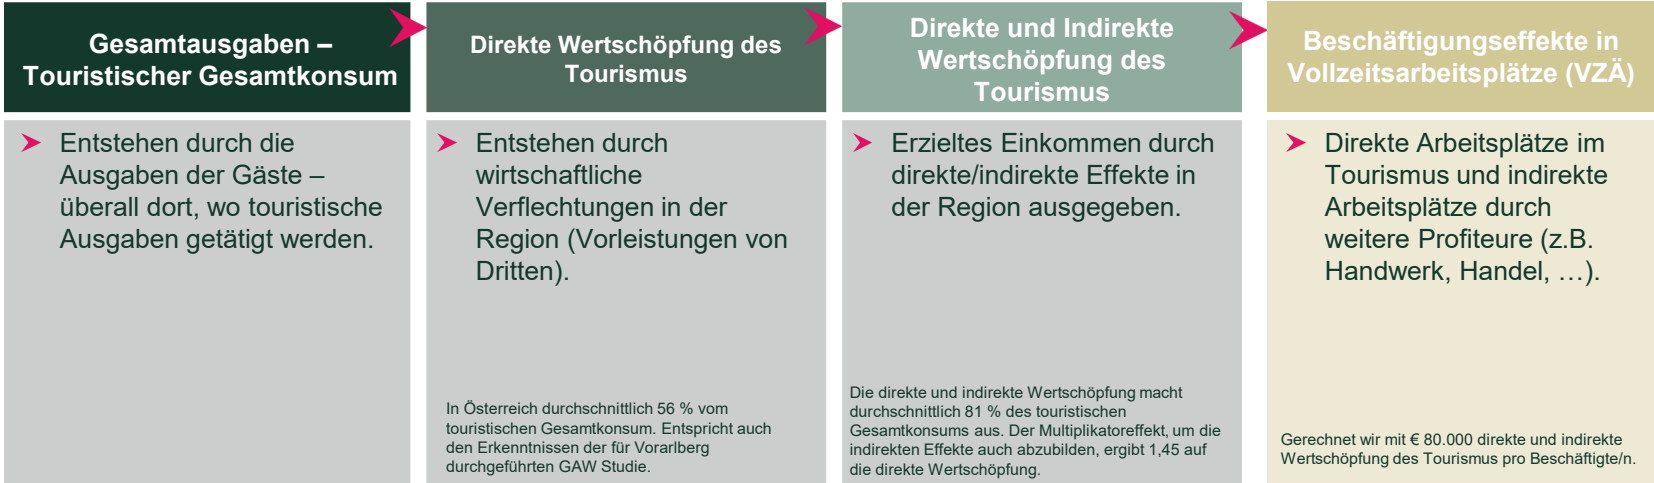 Gesamtausgaben –
Touristischer Gesamtkonsum
Entstehen durch die
Ausgaben der Gäste –
überall dort, wo touristische
Ausgaben getätigt werden.
Direkte Wertschöpfung des
Tourismus
Entstehen durch
wirtschaftliche
Verflechtungen in der
Region (Vorleistungen von
Dritten).
In Österreich durchschnittlich 56 % vom
touristischen Gesamtkonsum. Entspricht auch
den Erkenntnissen der für Vorarlberg
durchgeführten GAW Studie.
Direkte und Indirekte
Wertschöpfung des
Tourismus
Erzieltes Einkommen durch
direkte/indirekte Effekte in
der Region ausgegeben.
Die direkte und indirekte Wertschöpfung macht
durchschnittlich 81 % des touristischen
Gesamtkonsums aus. Der Multiplikatoreffekt, um die
indirekten Effekte auch abzubilden, ergibt 1,45 auf
die direkte Wertschöpfung.
Beschäftigungseffekte in
Vollzeitsarbeitsplätze (VZÄ)
Direkte Arbeitsplätze im
Tourismus und indirekte
Arbeitsplätze durch
weitere Profiteure (z.B.
Handwerk, Handel, …).
Gerechnet wir mit € 80.000 direkte und indirekte
Wertschöpfung des Tourismus pro Beschäftigte/n.